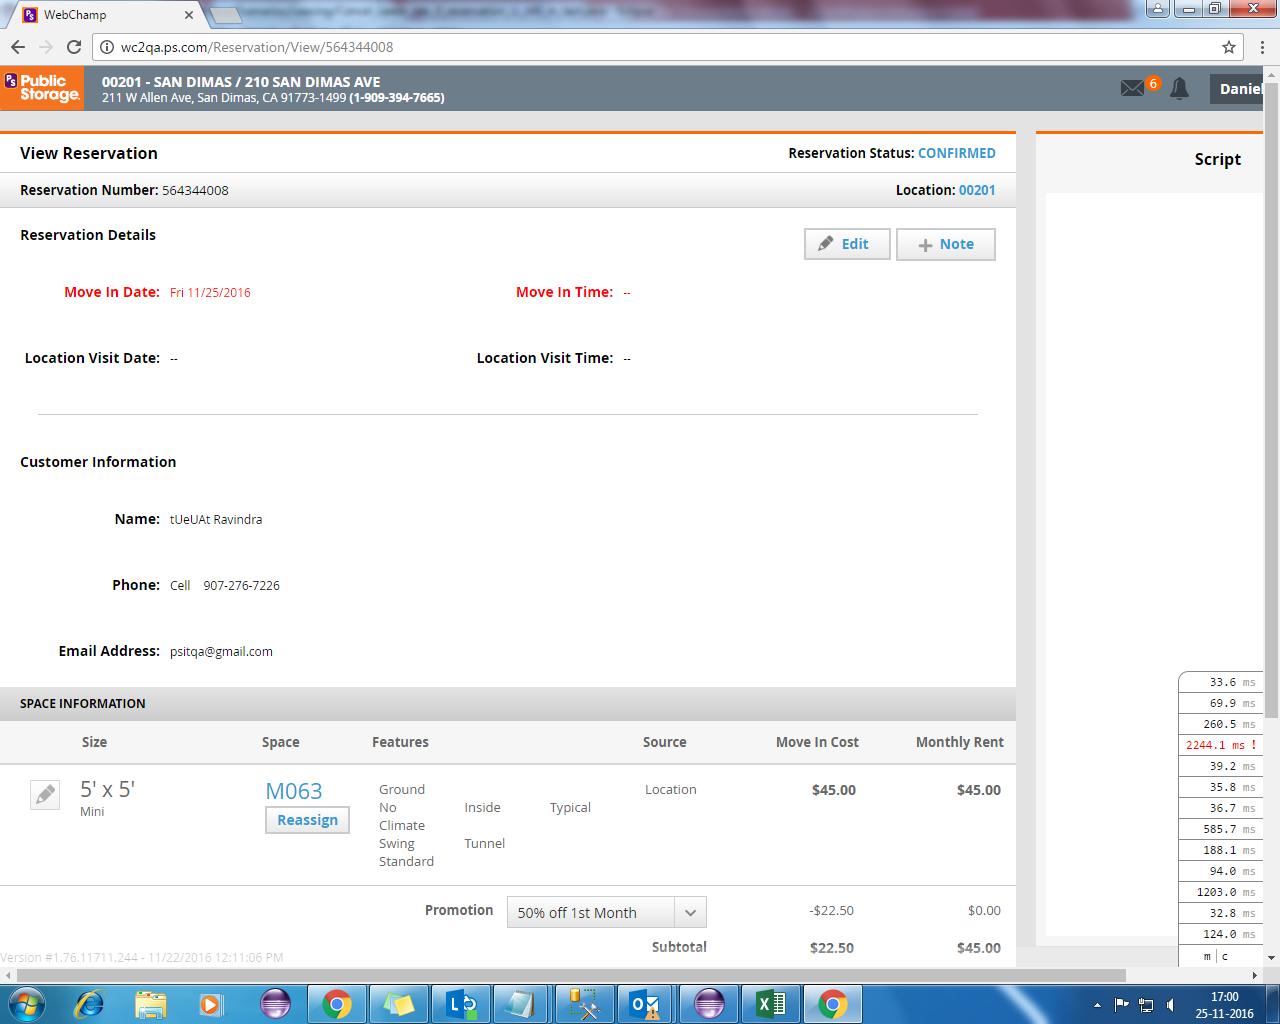 WebChamp
wc2qa.ps.com/Reservation/View/564344008
PS Public Storage.
00201 - SAN DIMAS / 210 SAN DIMAS AVE
211 W Allen Ave, San Dimas, CA 91773-1499 (1-909-394-7665)
6
Daniel
View Reservation
Reservation Status: CONFIRMED
Script
Reservation Number: 564344008
Location: 00201
Reservation Details
Edit
Note
Move In Date: Fri 11/25/2016
Move In Time: --
Location Visit Date: --
Location Visit Time: --
Customer Information
Name: tUeUAt Ravindra
Phone: Cell 907-276-7226
Email Address: psitqa@gmail.com
SPACE INFORMATION
Size Space Features Source Move In Cost Monthly Rent
5' x 5'
Mini
M063
Reassign
Ground
No Climate Inside Typical
Swing Tunnel
Standard
Location
$45.00
$45.00
Promotion 50% off 1st Month -$22.50 $0.00
Subtotal $22.50 $45.00
33.6 ms
69.9 ms
260.5 ms
2244.1 ms !
39.2 ms
35.8 ms
36.7 ms
585.7 ms
188.1 ms
94.0 ms
1203.0 ms
32.8 ms
124.0 ms
m | c
Version #1.76.11711.244 - 11/22/2016 12:11:06 PM
17:00
25-11-2016